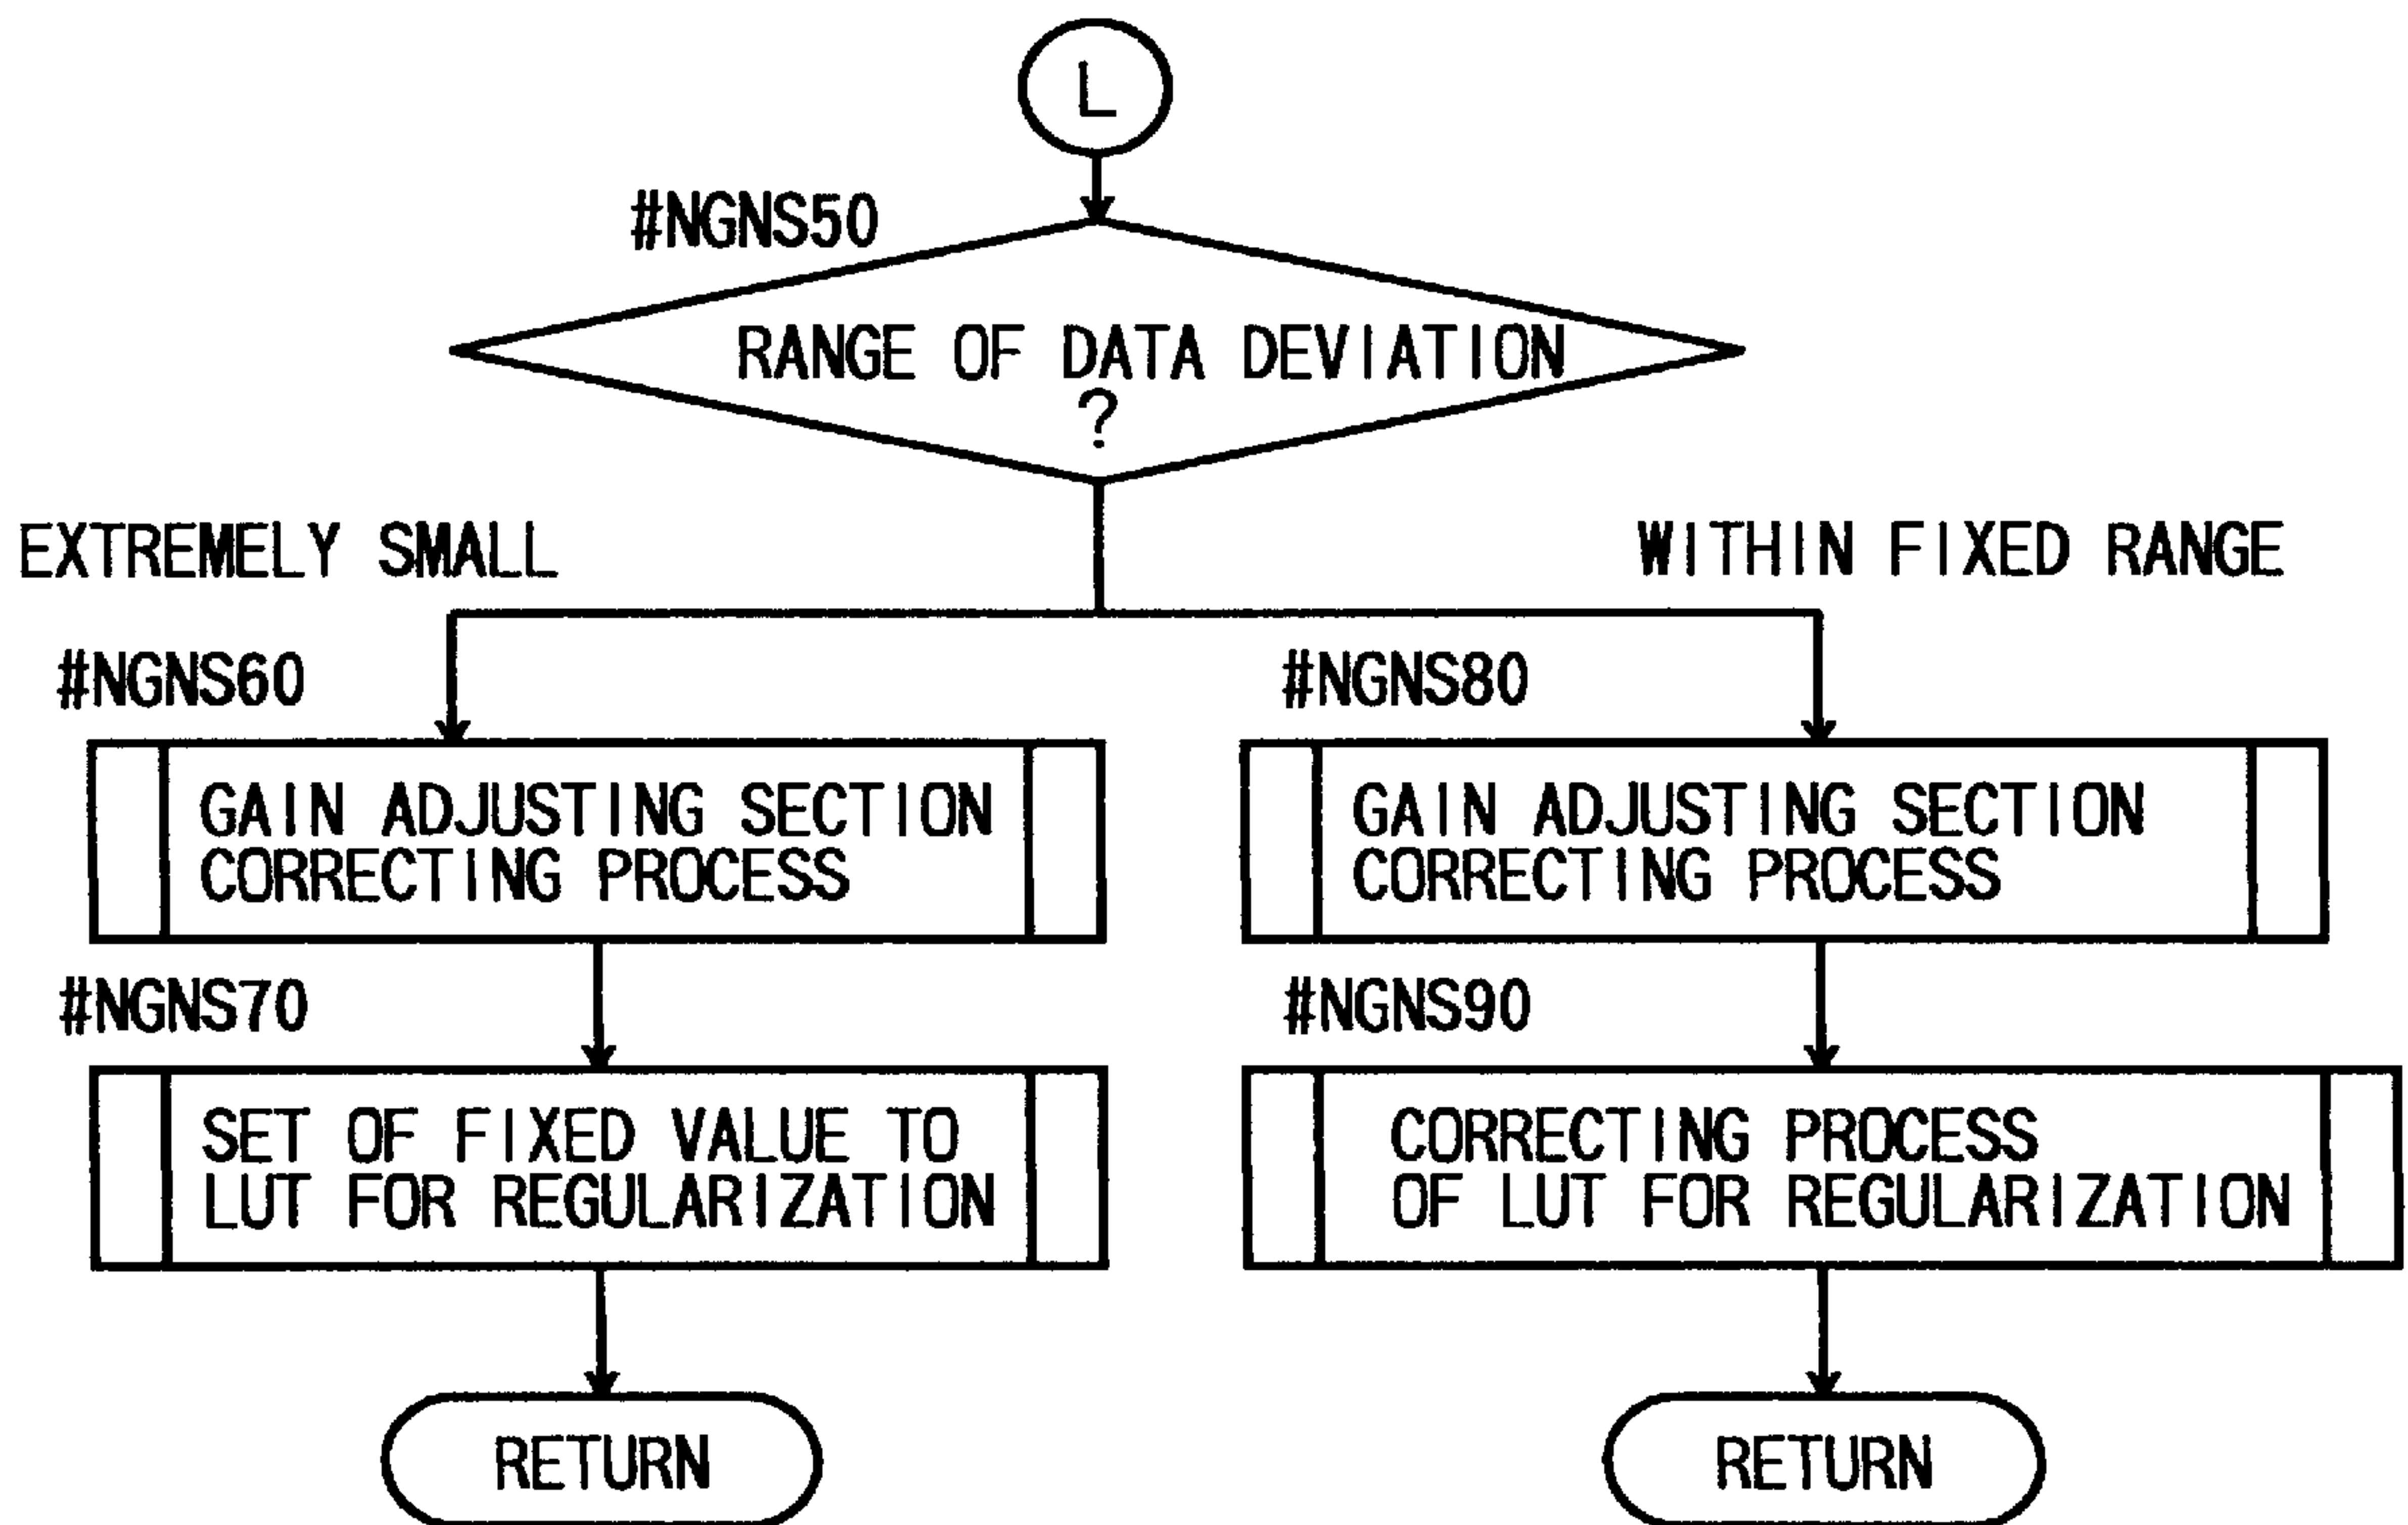 L
#NGNS50
RANGE OF DATA DEVIATION
?
EXTREMELY SMALL
WITHIN FIXED RANGE
#NGNS60
GAIN ADJUSTING SECTION
CORRECTING PROCESS
#NGNS70
SET OF FIXED VALUE TO
LUT FOR REGULARIZATION
RETURN
#NGNS80
GAIN ADJUSTING SECTION
CORRECTING PROCESS
#NGNS90
CORRECTING PROCESS
OF LUT FOR REGULARIZATION
RETURN